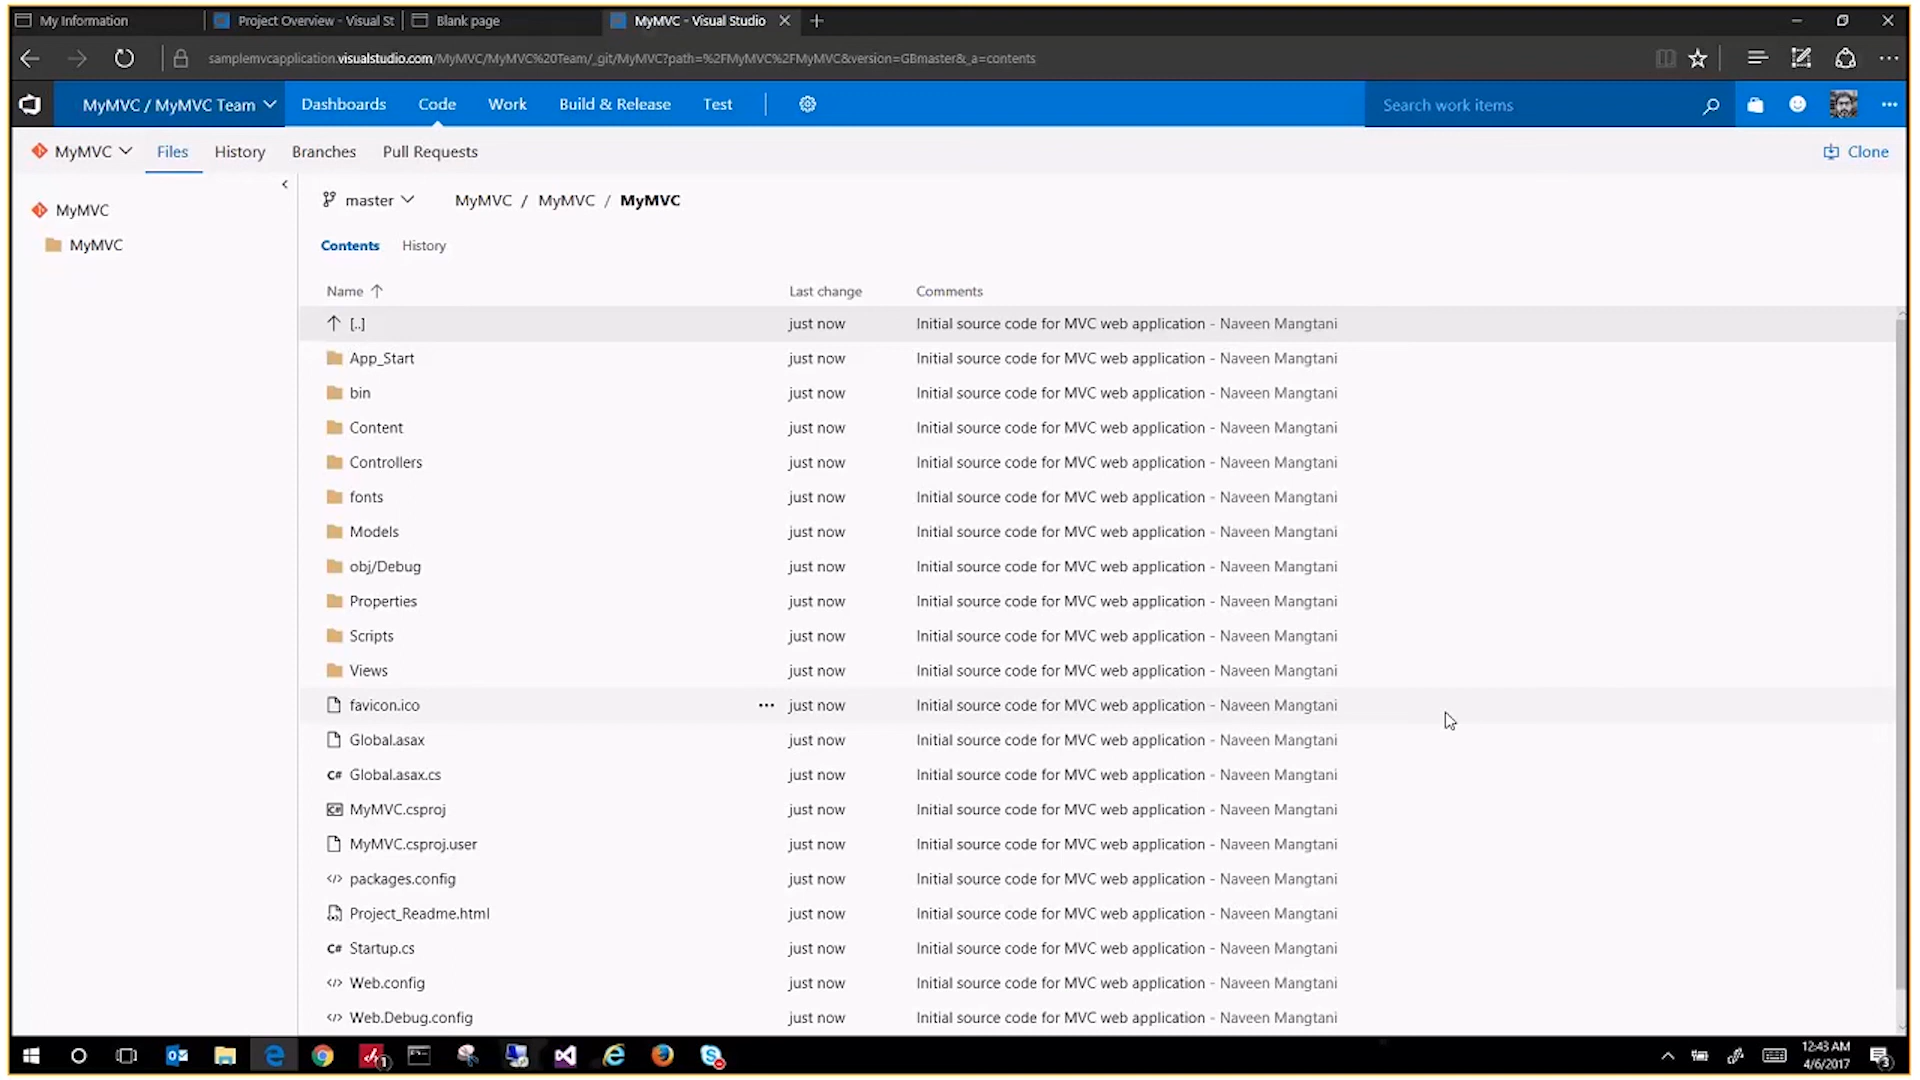 My Information Project Overview - Visual St Blank page MyMVC - Visual Studio
samplemvcapplication.visualstudio.com/MyMVC/MyMVC%20Team/_git/MyMVC?path=%2FMyMVC%2FMyMVC&version=GBmaster&_a=contents
MyMVC / MyMVC Team Dashboards Code Work Build & Release Test Search work items
MyMVC Files History Branches Pull Requests Clone
master MyMVC / MyMVC / MyMVC
MyMVC
MyMVC
Contents History
Name Last change Comments
[..] just now Initial source code for MVC web application - Naveen Mangtani
App_Start just now Initial source code for MVC web application - Naveen Mangtani
bin just now Initial source code for MVC web application - Naveen Mangtani
Content just now Initial source code for MVC web application - Naveen Mangtani
Controllers just now Initial source code for MVC web application - Naveen Mangtani
fonts just now Initial source code for MVC web application - Naveen Mangtani
Models just now Initial source code for MVC web application - Naveen Mangtani
obj/Debug just now Initial source code for MVC web application - Naveen Mangtani
Properties just now Initial source code for MVC web application - Naveen Mangtani
Scripts just now Initial source code for MVC web application - Naveen Mangtani
Views just now Initial source code for MVC web application - Naveen Mangtani
favicon.ico ... just now Initial source code for MVC web application - Naveen Mangtani
Global.asax just now Initial source code for MVC web application - Naveen Mangtani
C# Global.asax.cs just now Initial source code for MVC web application - Naveen Mangtani
C# MyMVC.csproj just now Initial source code for MVC web application - Naveen Mangtani
MyMVC.csproj.user just now Initial source code for MVC web application - Naveen Mangtani
</> packages.config just now Initial source code for MVC web application - Naveen Mangtani
Project_Readme.html just now Initial source code for MVC web application - Naveen Mangtani
C# Startup.cs just now Initial source code for MVC web application - Naveen Mangtani
</> Web.config just now Initial source code for MVC web application - Naveen Mangtani
</> Web.Debug.config just now Initial source code for MVC web application - Naveen Mangtani
12:43 AM
4/6/2017